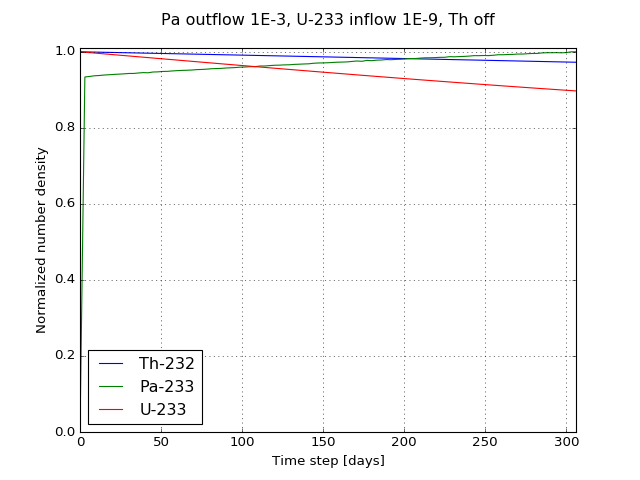 Pa outflow 1E-3, U-233 inflow 1E-9, Th off
Normalized number density
1.0
0.8
0.6
0.4
0.2
0.0
Th-232
Pa-233
U-233
0 50 100 150 200 250 300
Time step [days]